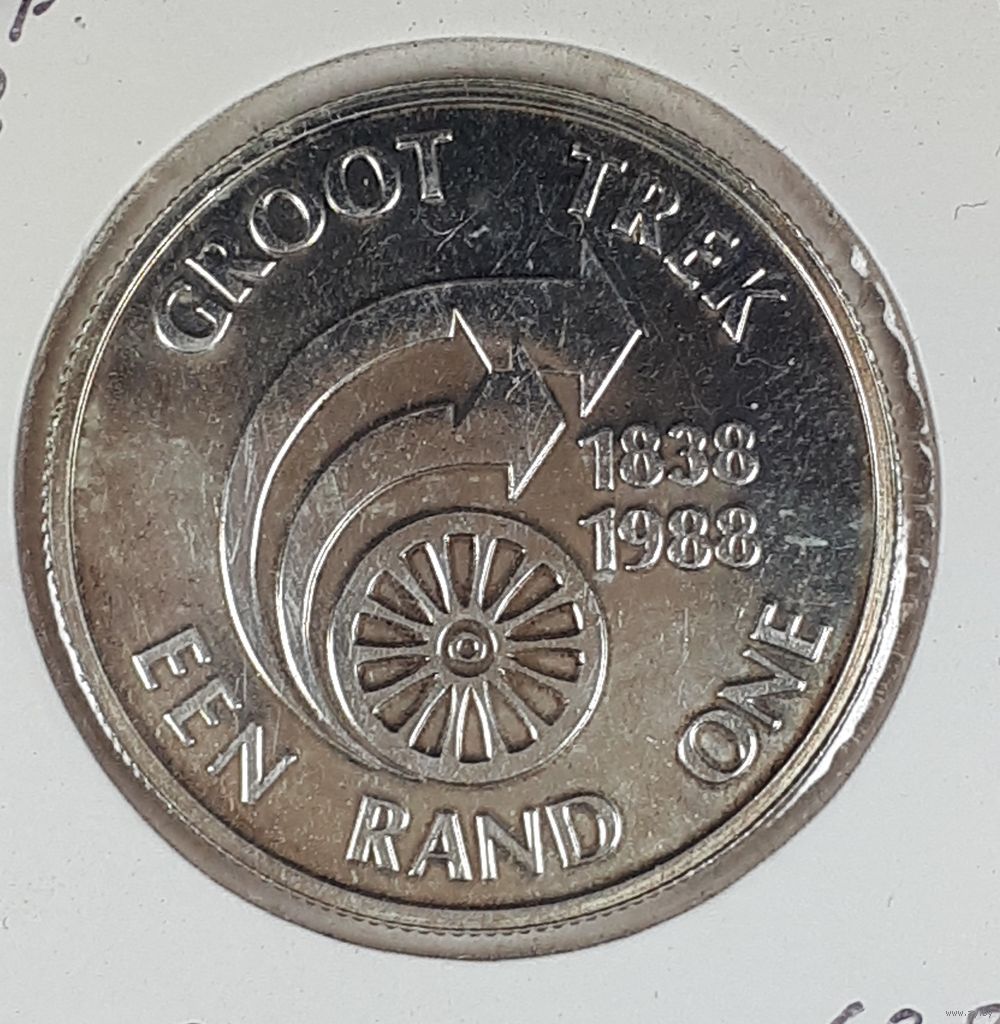 GROOT TREK
1838
1988
EEN RAND ONE